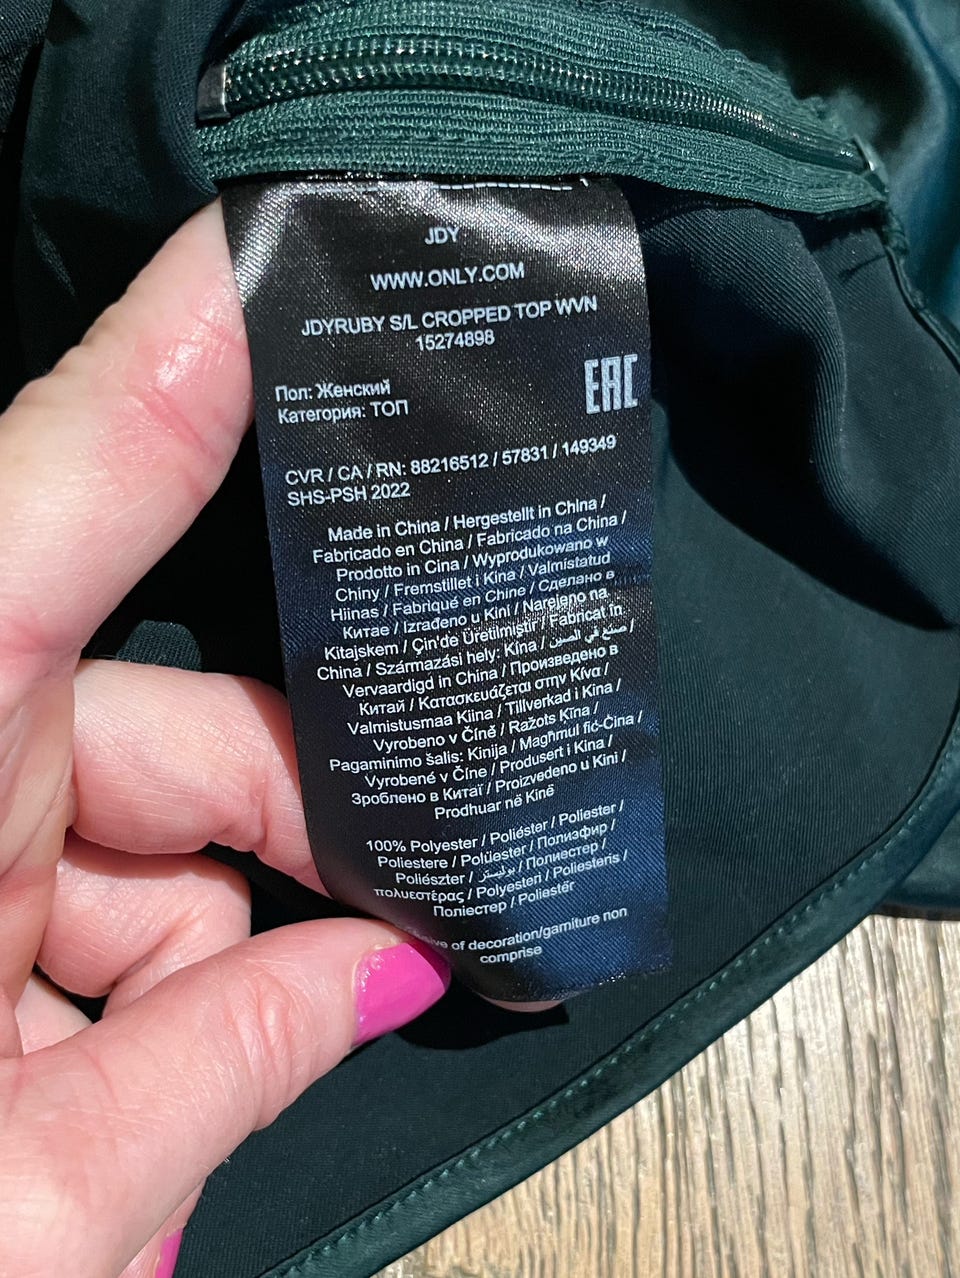 JDY
WWW.ONLY.COM
JDYRUBY S/L CROPPED TOP WVN
15274898
Пол: Женский
Категория: ТОП
EAC
CVR / CA / RN: 88216512 / 57831 / 149349
SHS-PSH 2022
Made in China / Hergestellt in China /
Fabricado en China / Fabricado na China /
Prodotto in Cina / Wyprodukowano w
Chiny / Fremstillet i Kina / Valmistatud
Hiinas / Fabriqué en Chine / Сделано в
Китае / Izrađeno u Kini / Narejeno na
Kitajskem / Çin'de Üretilmiştir / Fabricat în
China / Származási hely: Kína / صنع في الصين /
Vervaardigd in China / Произведено в
Китай / Κατασκευάζεται στην Κίνα /
Valmistusmaa Kiina / Tillverkad i Kina /
Vyrobeno v Číně / Ražots Ķīna /
Pagaminimo šalis: Kinija / Magħmul fiċ-Ċina /
Vyrobené v Číne / Produsert i Kina /
Зроблено в Китаї / Proizvedeno u Kini /
Prodhuar në Kinë
100% Polyester / Poliéster / Poliester /
Poliestere / Polüester / Полиэфир /
Poliészter / بوليستر / Полиестер /
πολυεστέρας / Polyesteri / Poliesteris /
Поліестер / Poliestër
of decoration/garniture non
comprise